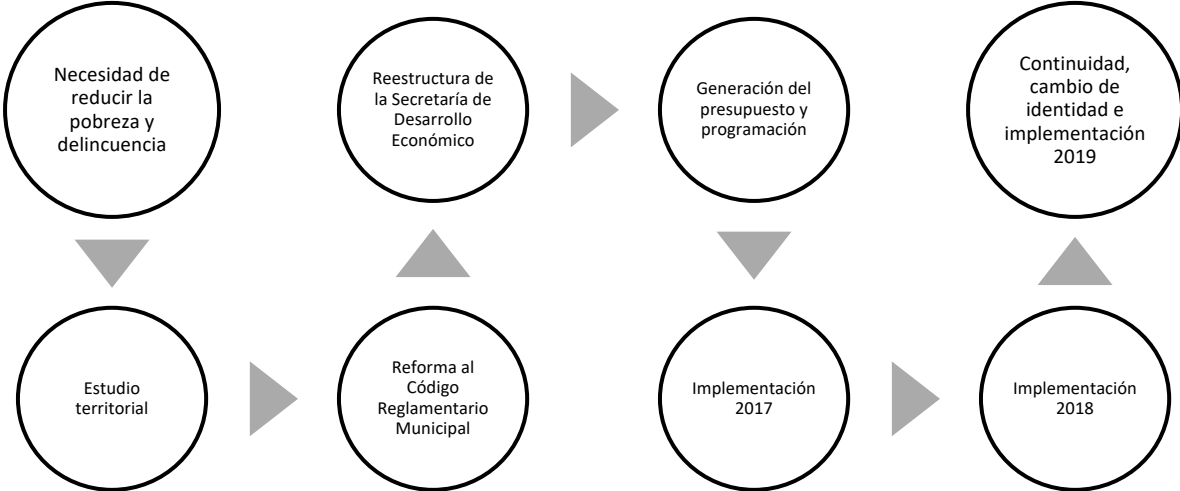 Necesidad de
reducir la
pobreza y
delincuencia
Estudio
territorial
Reforma al
Código
Reglamentario
Municipal
Reestructura de
la Secretaría de
Desarrollo
Económico
Generación del
presupuesto y
programación
Implementación
2017
Implementación
2018
Continuidad,
cambio de
identidad e
implementación
2019